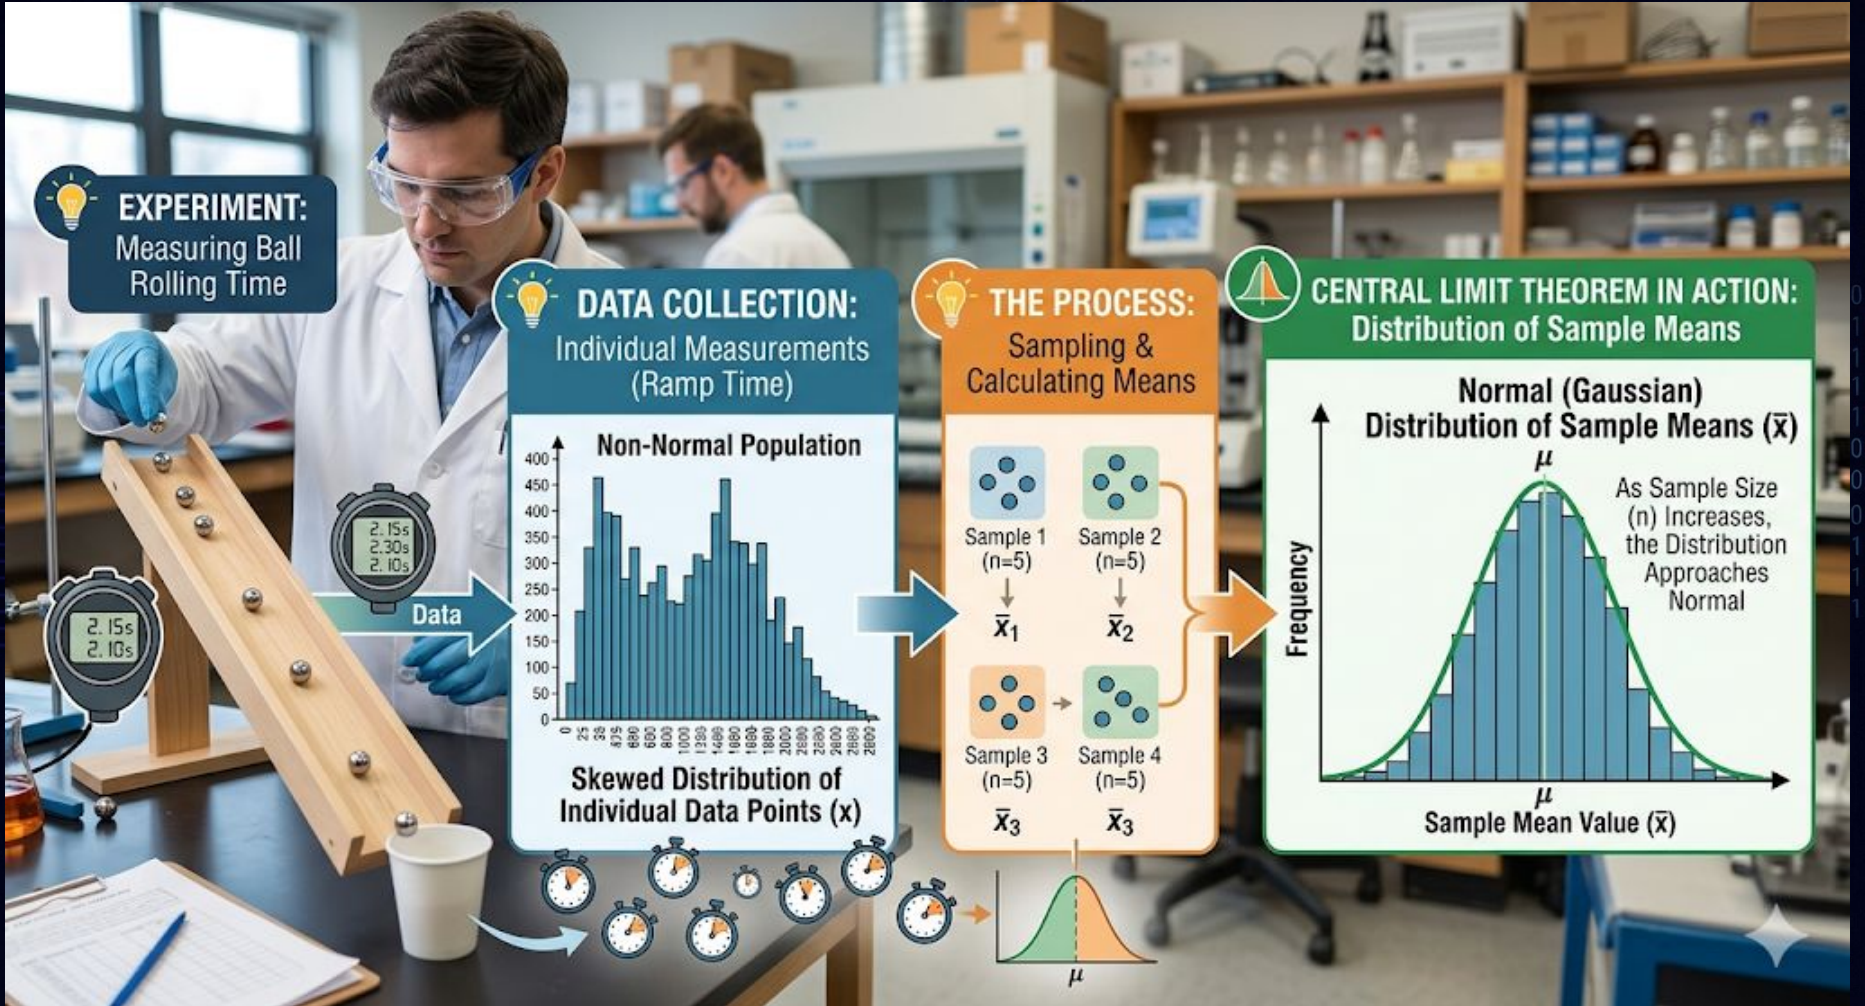 EXPERIMENT:
Measuring Ball
Rolling Time
2.15s
2.10s
2.15s
2.30s
2.10s
Data
DATA COLLECTION:
Individual Measurements
(Ramp Time)
Non-Normal Population
400
450
400
350
300
250
200
150
100
50
0
0
25
Skewed Distribution of
Individual Data Points (x)
THE PROCESS:
Sampling &
Calculating Means
Sample 1
(n=5)
x̅1
Sample 2
(n=5)
x̅2
Sample 3
(n=5)
x̅3
Sample 4
(n=5)
x̅3
μ
CENTRAL LIMIT THEOREM IN ACTION:
Distribution of Sample Means
Normal (Gaussian)
Distribution of Sample Means (x̅)
μ
As Sample Size
(n) Increases,
the Distribution
Approaches
Normal
Frequency
μ
Sample Mean Value (x̅)